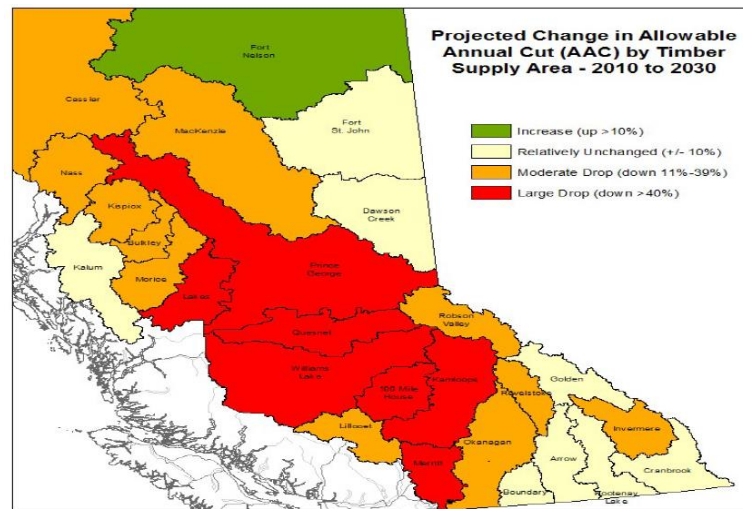 Projected Change in Allowable
Annual Cut (AAC) by Timber
Supply Area - 2010 to 2030
Increase (up >10%)
Relatively Unchanged (+/- 10%)
Moderate Drop (down 11%-39%)
Large Drop (down >40%)
Fort
Nelson
Cassiar
MacKenzie
Fort
St. John
Nass
Dawson
Creek
Kispiox
Bulkley
Kalum
Morice
Lakes
Prince
George
Quesnel
Robson
Valley
Williams
Lake
100 Mile
House
Kamloops
Golden
Revelstoke
Invermere
Lillooet
Okanagan
Merritt
Arrow
Cranbrook
Boundary
Kootenay
Lake